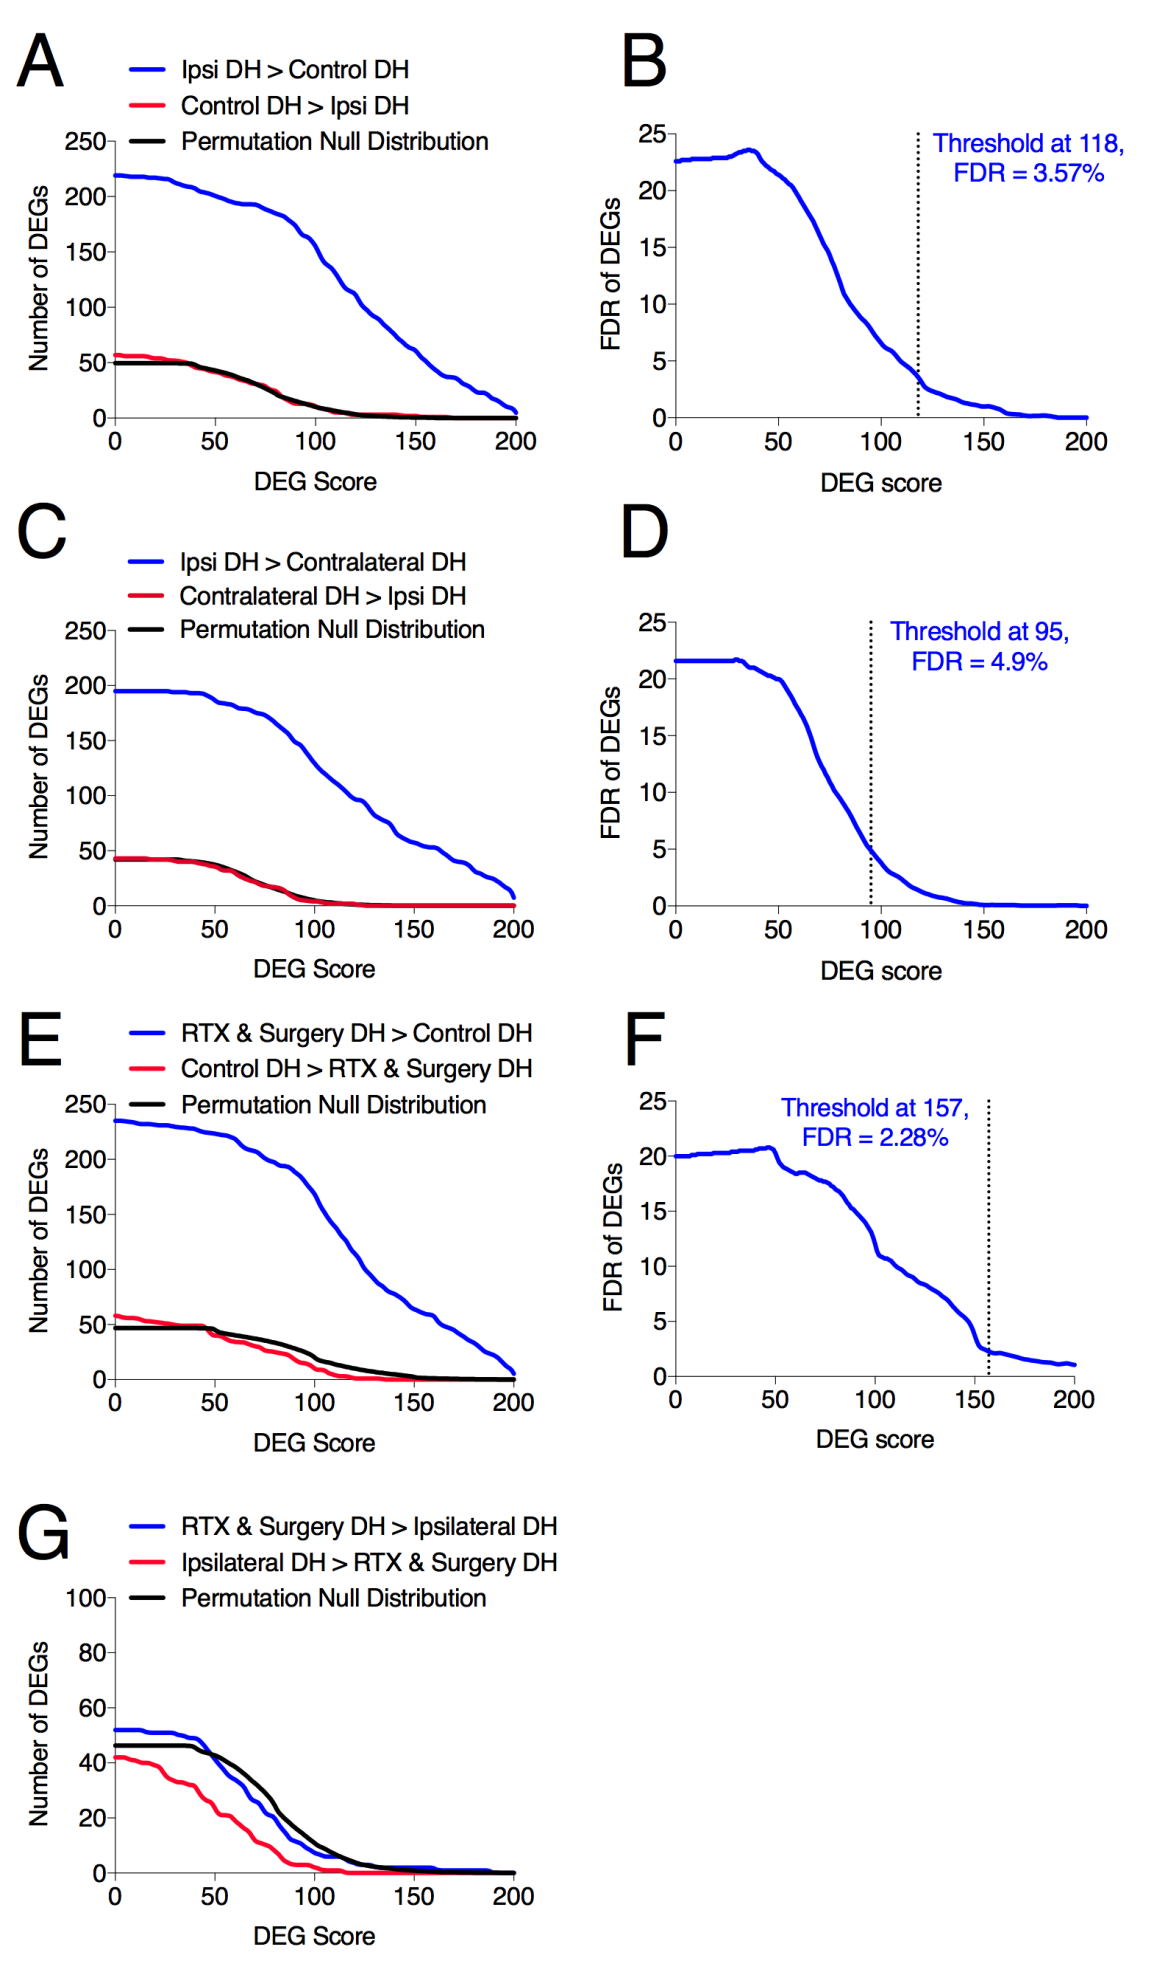 A
Ipsi DH > Control DH
Control DH > Ipsi DH
Permutation Null Distribution
250
200
150
100
50
0
Number of DEGs
0 50 100 150 200
DEG Score
B
25
20
15
10
5
0
FDR of DEGs
Threshold at 118,
FDR = 3.57%
0 50 100 150 200
DEG score
C
Ipsi DH > Contralateral DH
Contralateral DH > Ipsi DH
Permutation Null Distribution
250
200
150
100
50
0
Number of DEGs
0 50 100 150 200
DEG Score
D
25
20
15
10
5
0
FDR of DEGs
Threshold at 95,
FDR = 4.9%
0 50 100 150 200
DEG score
E
RTX & Surgery DH > Control DH
Control DH > RTX & Surgery DH
Permutation Null Distribution
250
200
150
100
50
0
Number of DEGs
0 50 100 150 200
DEG Score
F
25
20
15
10
5
0
FDR of DEGs
Threshold at 157,
FDR = 2.28%
0 50 100 150 200
DEG score
G
RTX & Surgery DH > Ipsilateral DH
Ipsilateral DH > RTX & Surgery DH
Permutation Null Distribution
100
80
60
40
20
0
Number of DEGs
0 50 100 150 200
DEG Score